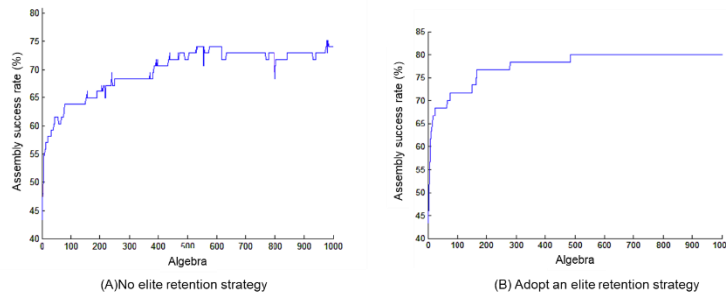 80
75
70
65
60
55
50
45
40
Assembly success rate (%)
0 100 200 300 400 500 600 700 800 900 1000
Algebra
(A)No elite retention strategy
85
80
75
70
65
60
55
50
45
40
Assembly success rate (%)
0 100 200 300 400 500 600 700 800 900 1000
Algebra
(B) Adopt an elite retention strategy